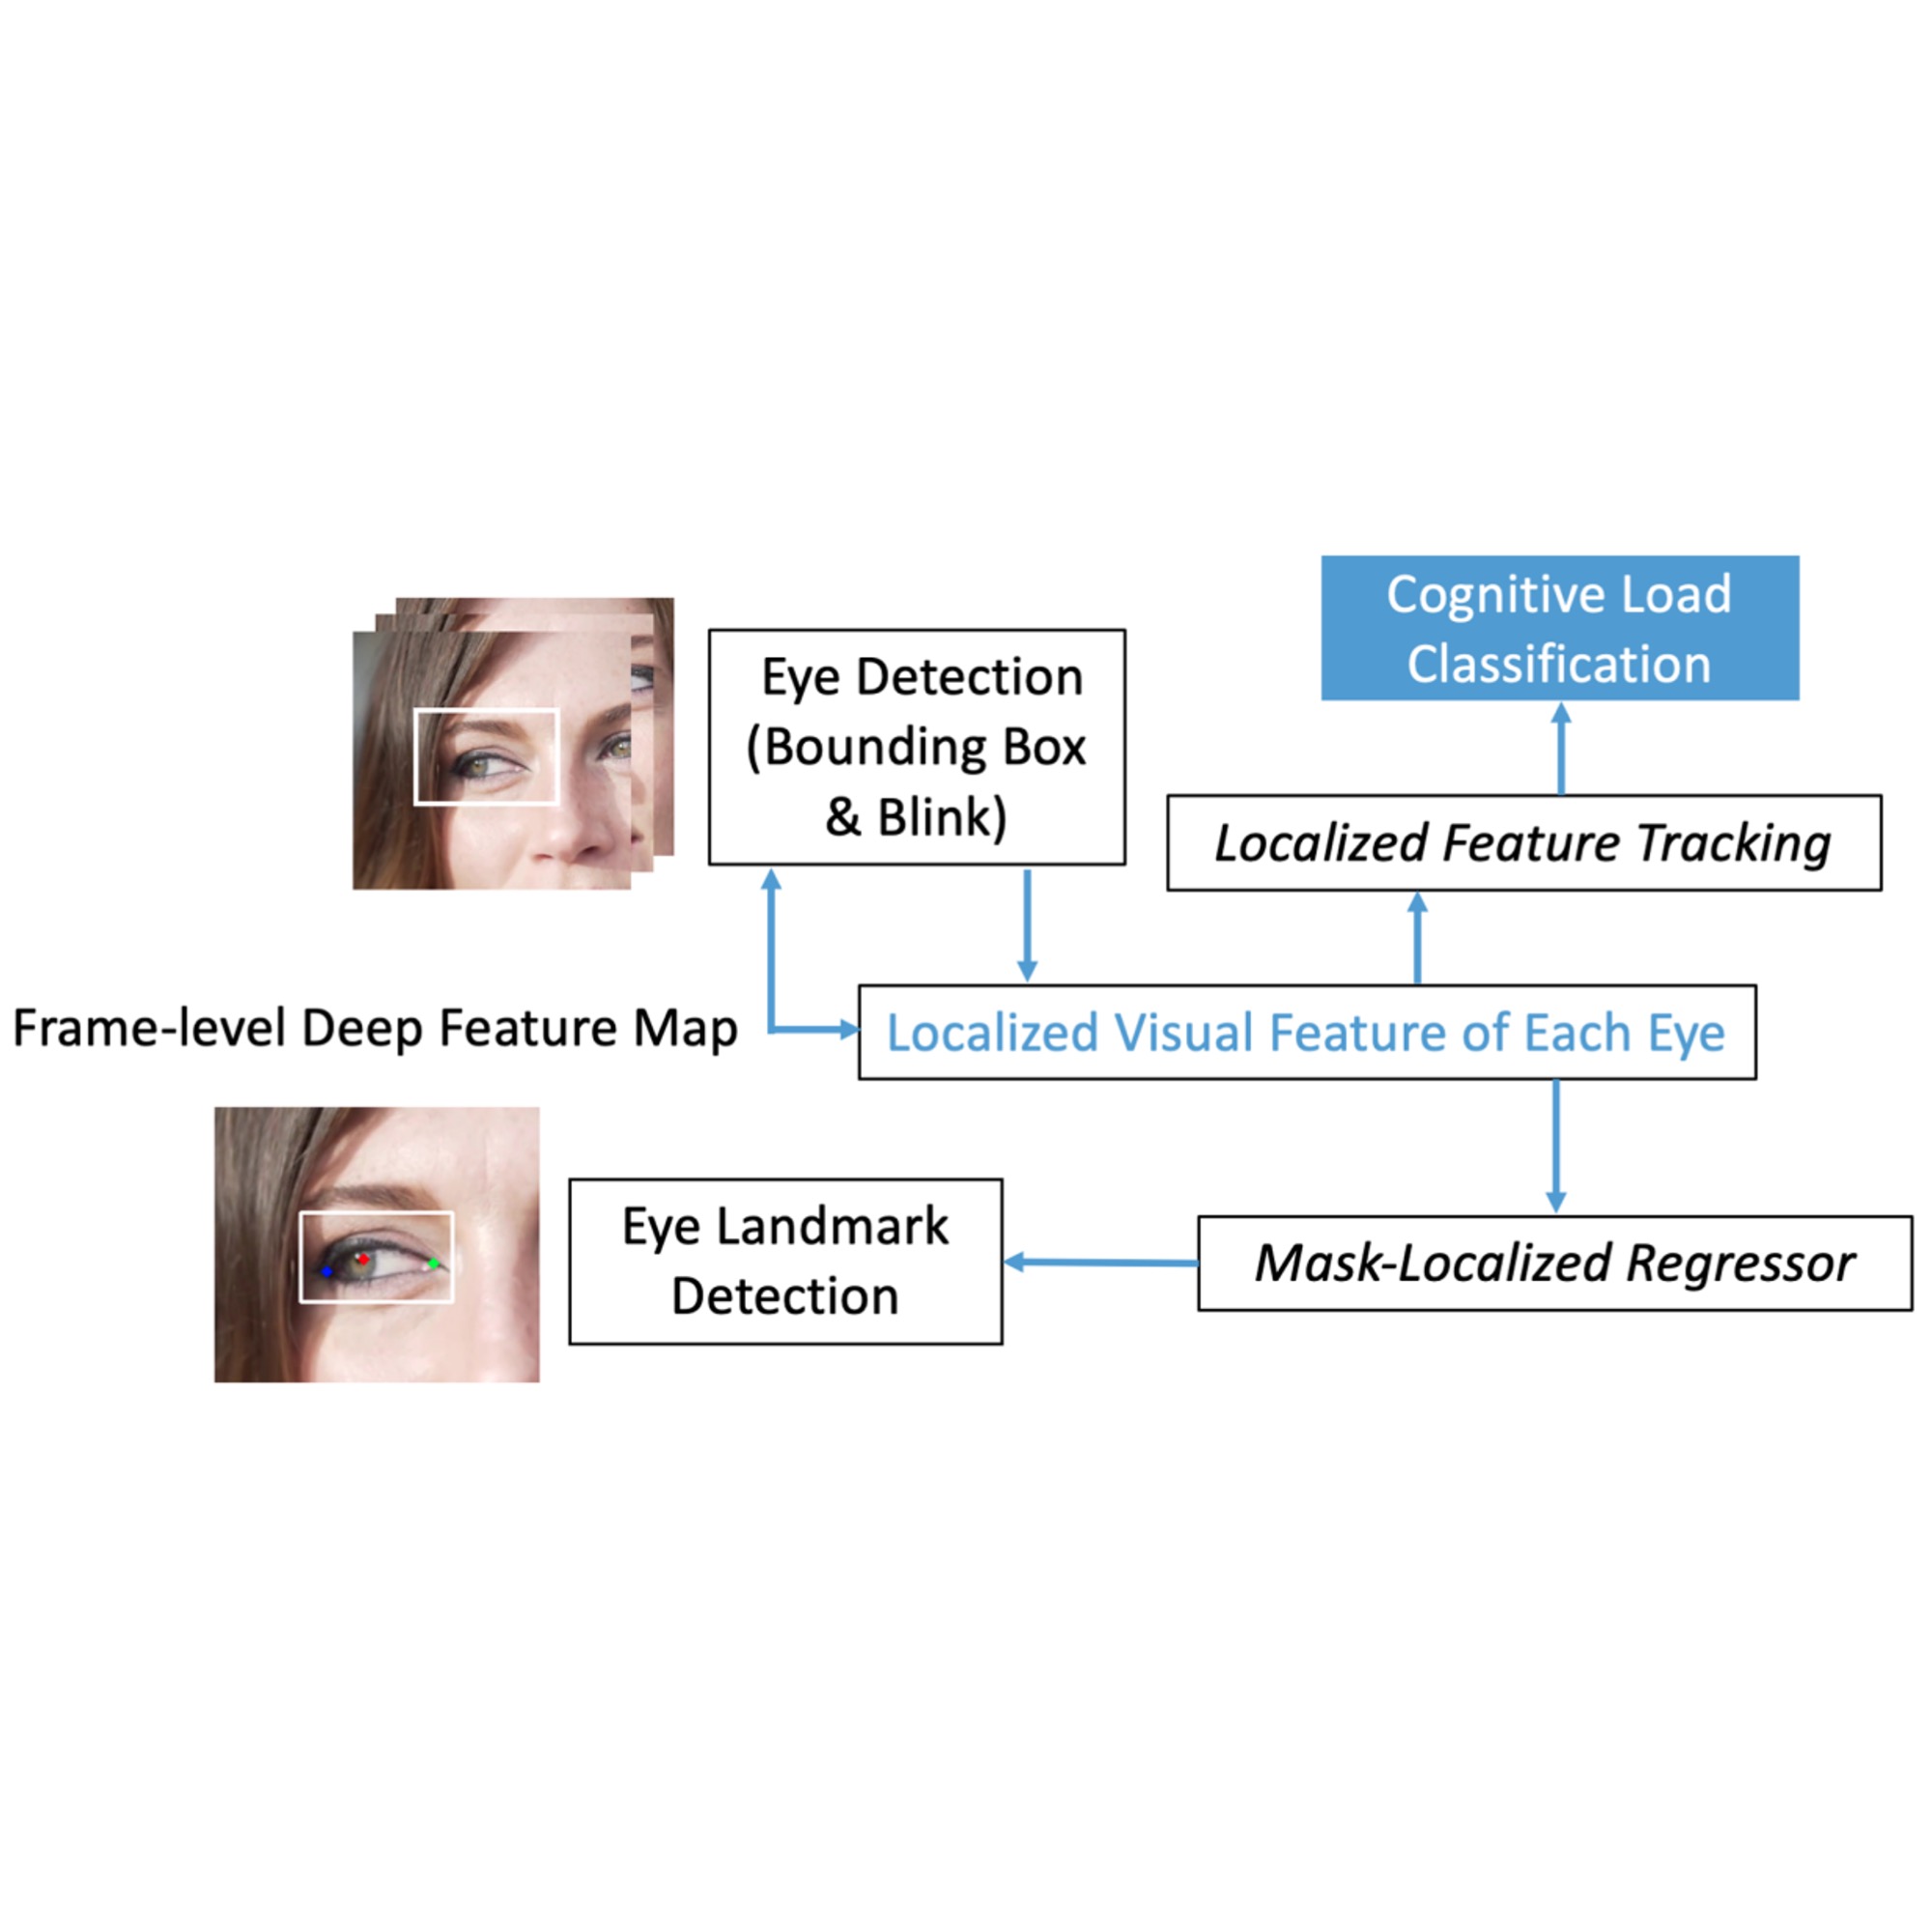 Cognitive Load
Classification
Eye Detection
(Bounding Box
& Blink)
Localized Feature Tracking
Frame-level Deep Feature Map
Localized Visual Feature of Each Eye
Eye Landmark
Detection
Mask-Localized Regressor